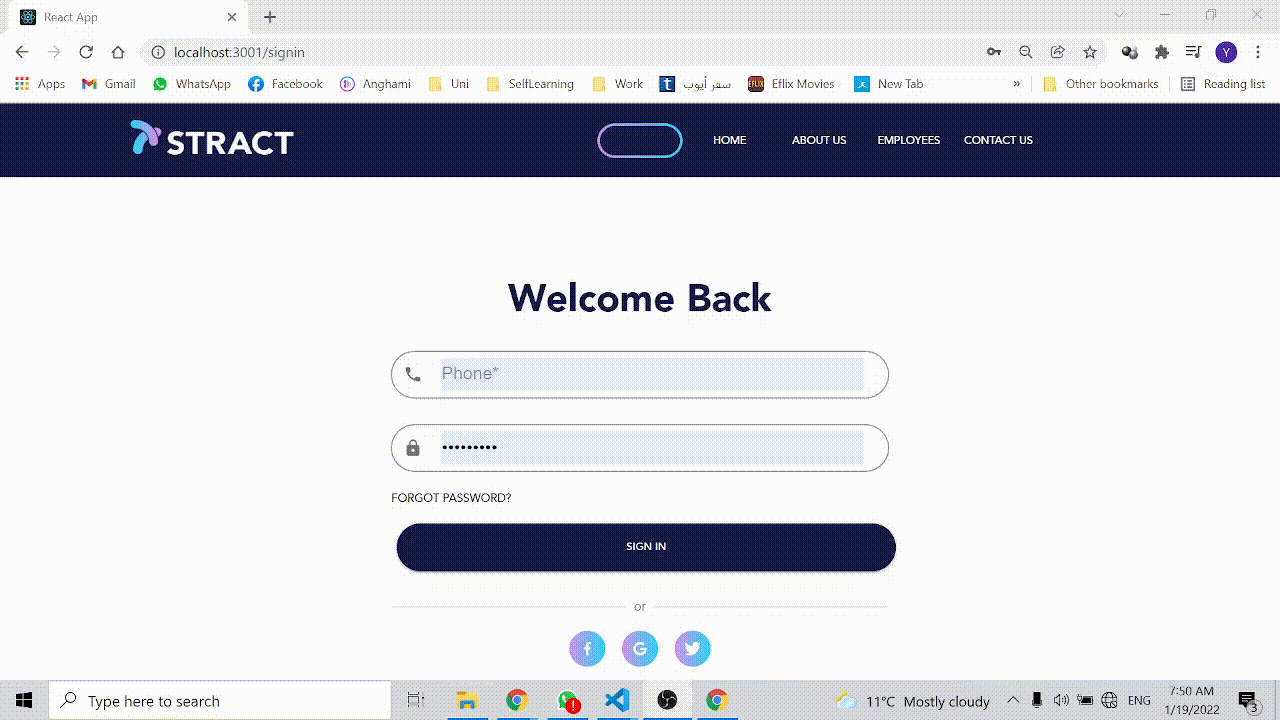 React App
localhost:3001/signin
Y
Apps Gmail WhatsApp Facebook Anghami Uni SelfLearning Work t سفر أيوب EFLIX Eflix Movies New Tab » Other bookmarks Reading list
STRACT HOME ABOUT US EMPLOYEES CONTACT US
Welcome Back
Phone*
•••••••••
FORGOT PASSWORD?
SIGN IN
or
f G
Type here to search 11°C Mostly cloudy ENG 7:50 AM
1/19/2022 3